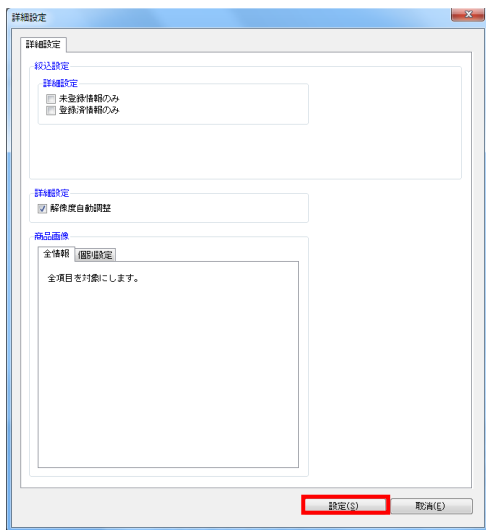 詳細設定
詳細設定
絞込設定
詳細設定
未登録情報のみ
登録済情報のみ
詳細設定
解像度自動調整
商品画像
全情報 個別設定
全項目を対象にします。
設定(S) 取消(E)